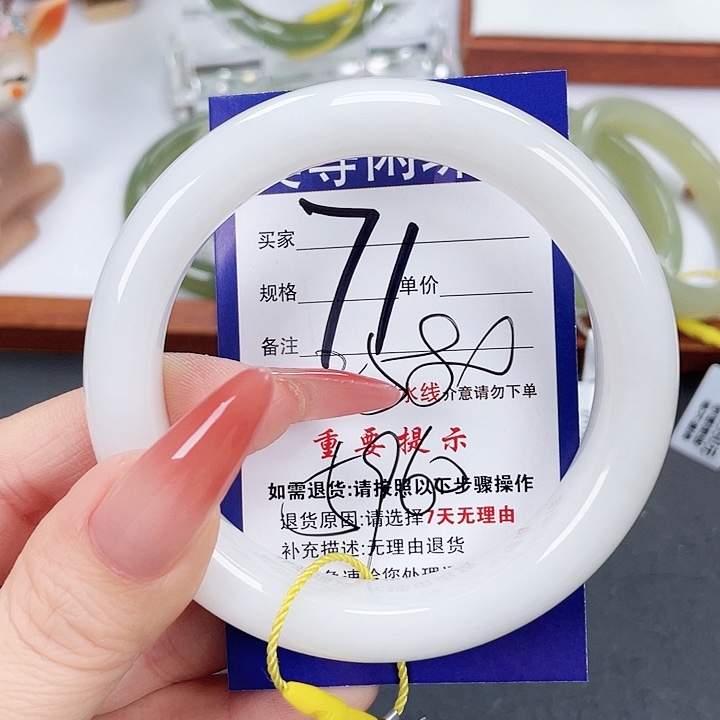 买家
71
规格 单价
备注
580
水线介意请勿下单
重要提示
960
如需退货:请按照以下步骤操作
退货原因:请选择7天无理由
补充描述:无理由退货